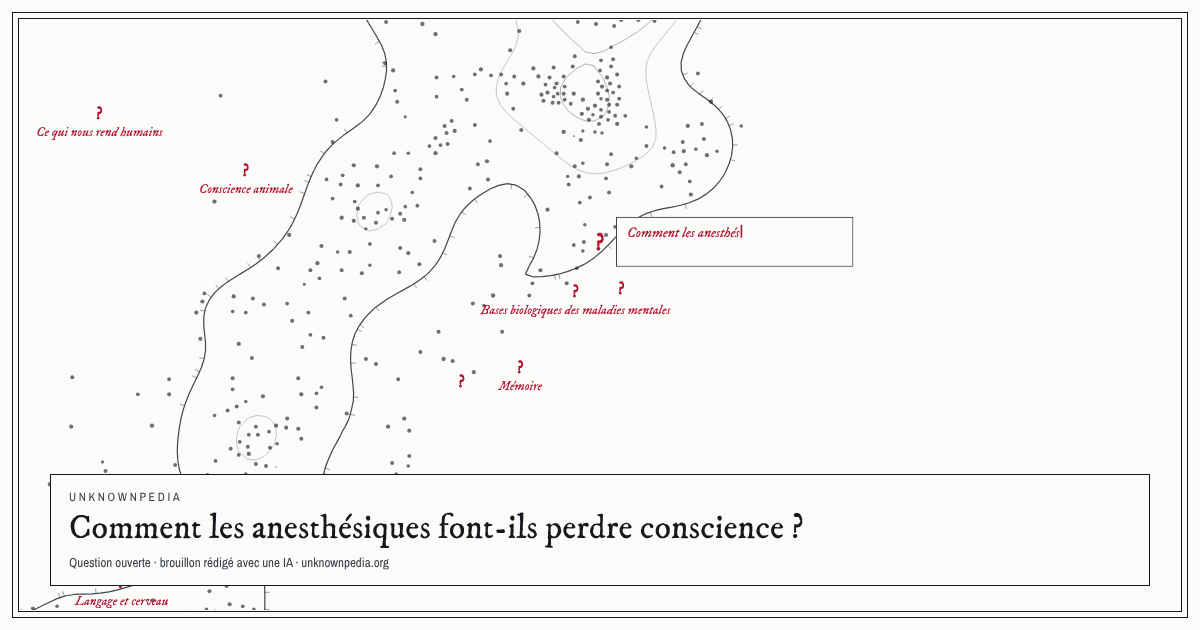 ?
Ce qui nous rend humains
?
Conscience animale
?
Comment les anesthés
?
?
Bases biologiques des maladies mentales
?
?
Mémoire
UNKNOWNPEDIA
Comment les anesthésiques font-ils perdre conscience ?
Question ouverte · brouillon rédigé avec une IA · unknownpedia.org
Langage et cerveau